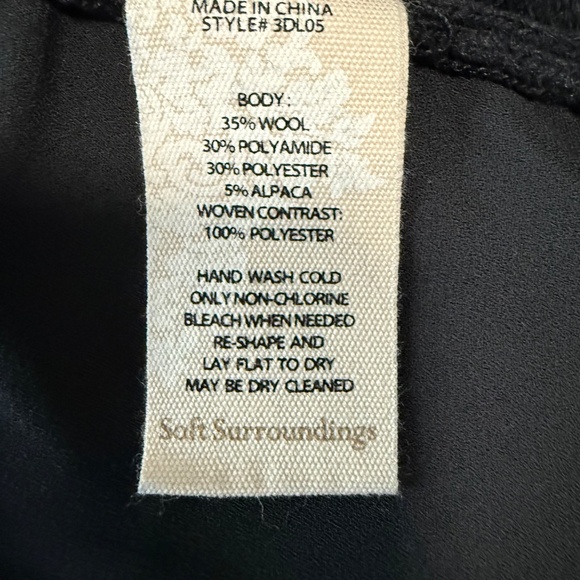 MADE IN CHINA
STYLE# 3DL05
BODY:
35% WOOL
30% POLYAMIDE
30% POLYESTER
5% ALPACA
WOVEN CONTRAST:
100% POLYESTER
HAND WASH COLD
ONLY NON-CHLORINE
BLEACH WHEN NEEDED
RE-SHAPE AND
LAY FLAT TO DRY
MAY BE DRY CLEANED
Soft Surroundings